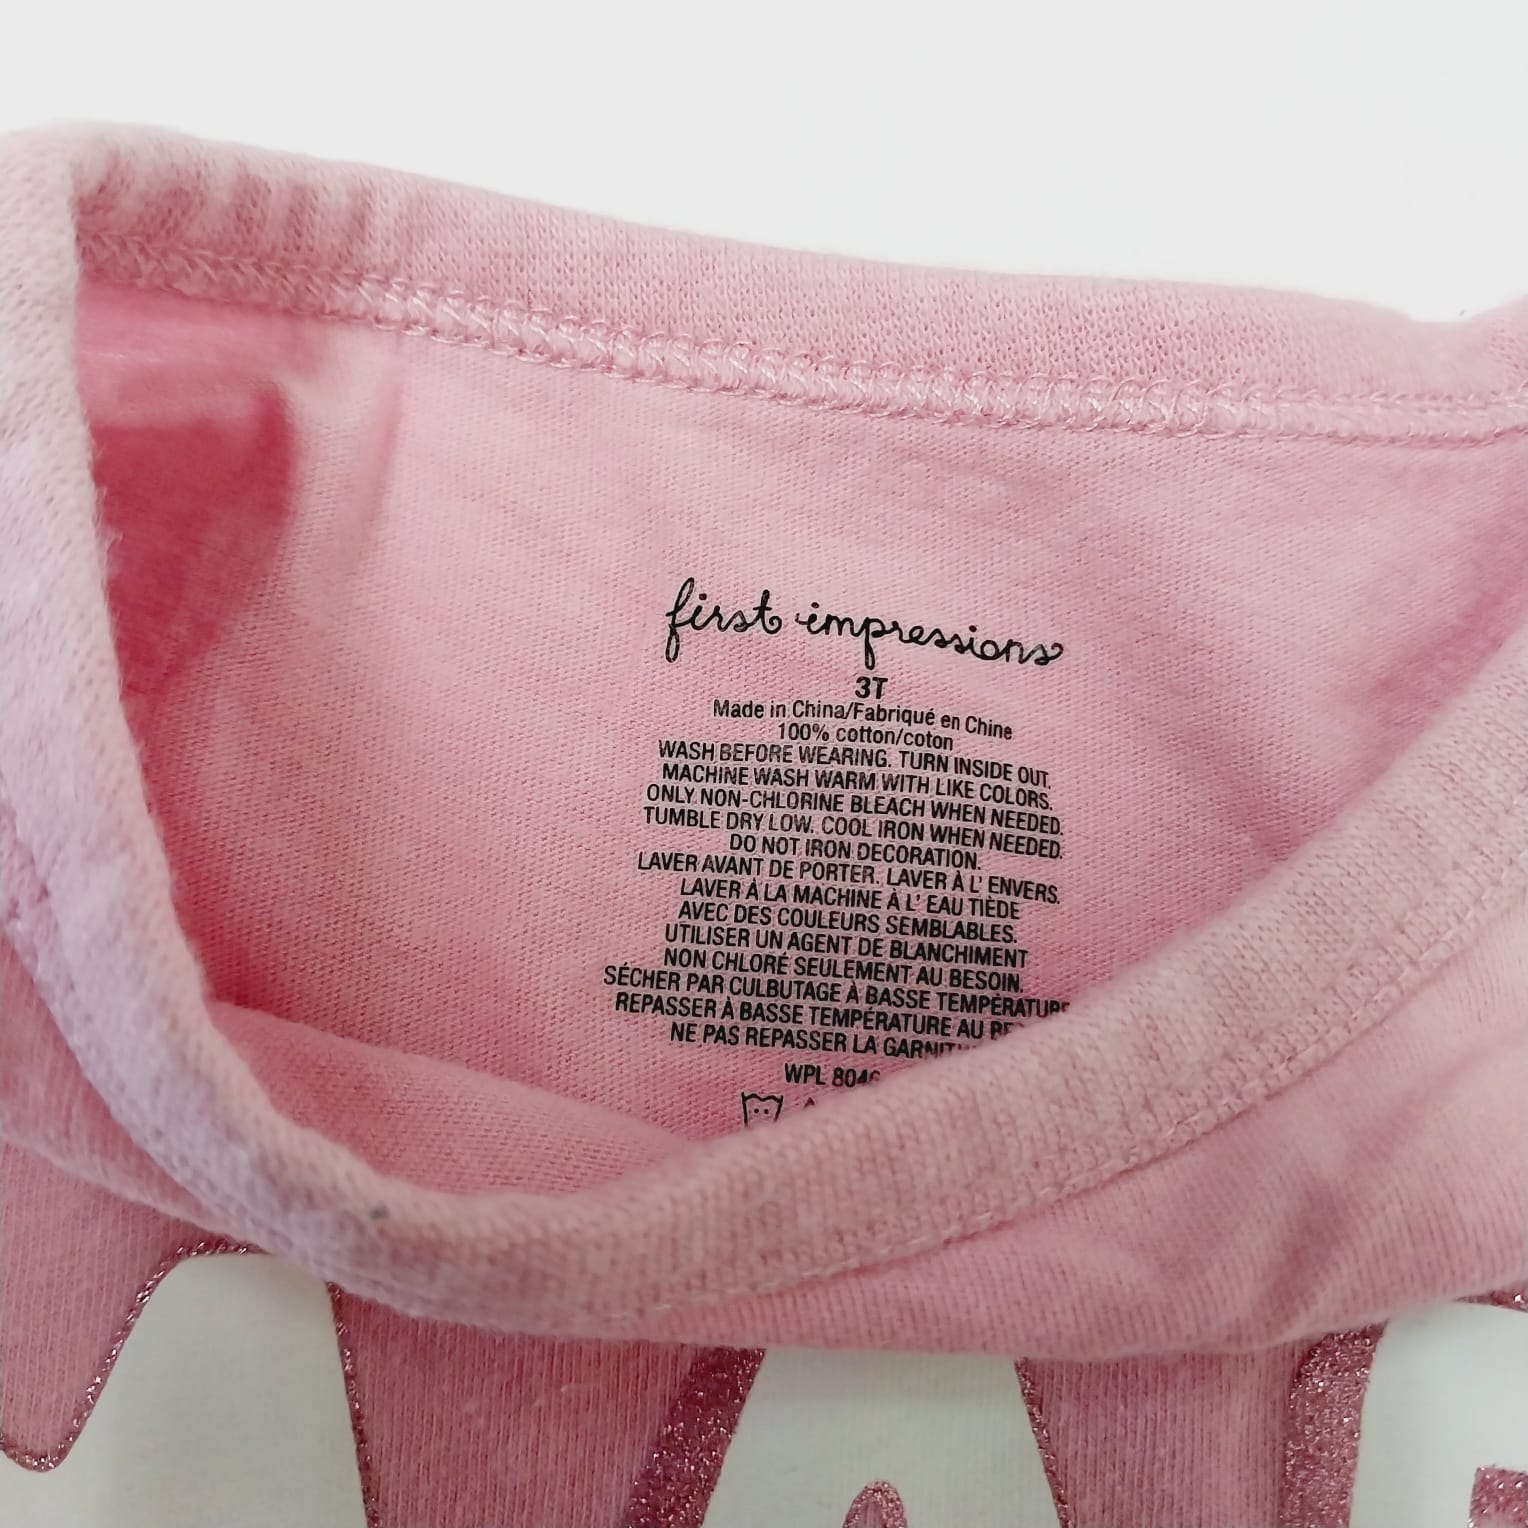 first impressions
3T
Made in China/Fabriqué en Chine
100% cotton/coton
WASH BEFORE WEARING. TURN INSIDE OUT.
MACHINE WASH WARM WITH LIKE COLORS.
ONLY NON-CHLORINE BLEACH WHEN NEEDED.
TUMBLE DRY LOW. COOL IRON WHEN NEEDED.
DO NOT IRON DECORATION.
LAVER AVANT DE PORTER. LAVER À L' ENVERS.
LAVER À LA MACHINE À L' EAU TIÈDE
AVEC DES COULEURS SEMBLABLES.
UTILISER UN AGENT DE BLANCHIMENT
NON CHLORÉ SEULEMENT AU BESOIN.
SÉCHER PAR CULBUTAGE À BASSE TEMPÉRATURE
REPASSER À BASSE TEMPÉRATURE AU
NE PAS REPASSER LA
WPL